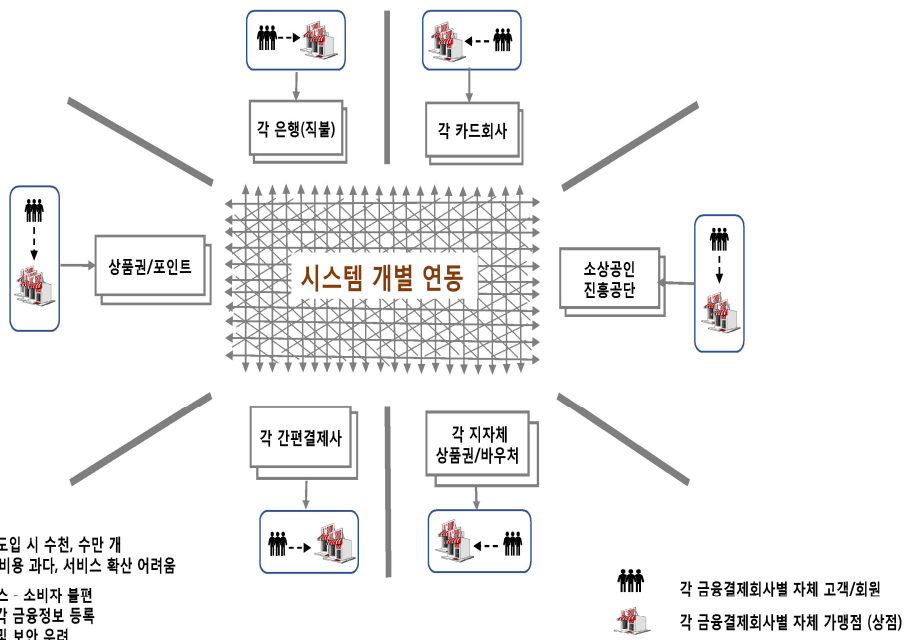 각 은행(직불)
각 카드회사
상품권/포인트
시스템 개별 연동
소상공인
진흥공단
각 간편결제사
각 지자체
상품권/바우처
도입 시 수천, 수만 개
비용 과다, 서비스 확산 어려움
스 - 소비자 불편
각 금융정보 등록
및 보안 우려
각 금융결제회사별 자체 고객/회원
각 금융결제회사별 자체 가맹점 (상점)